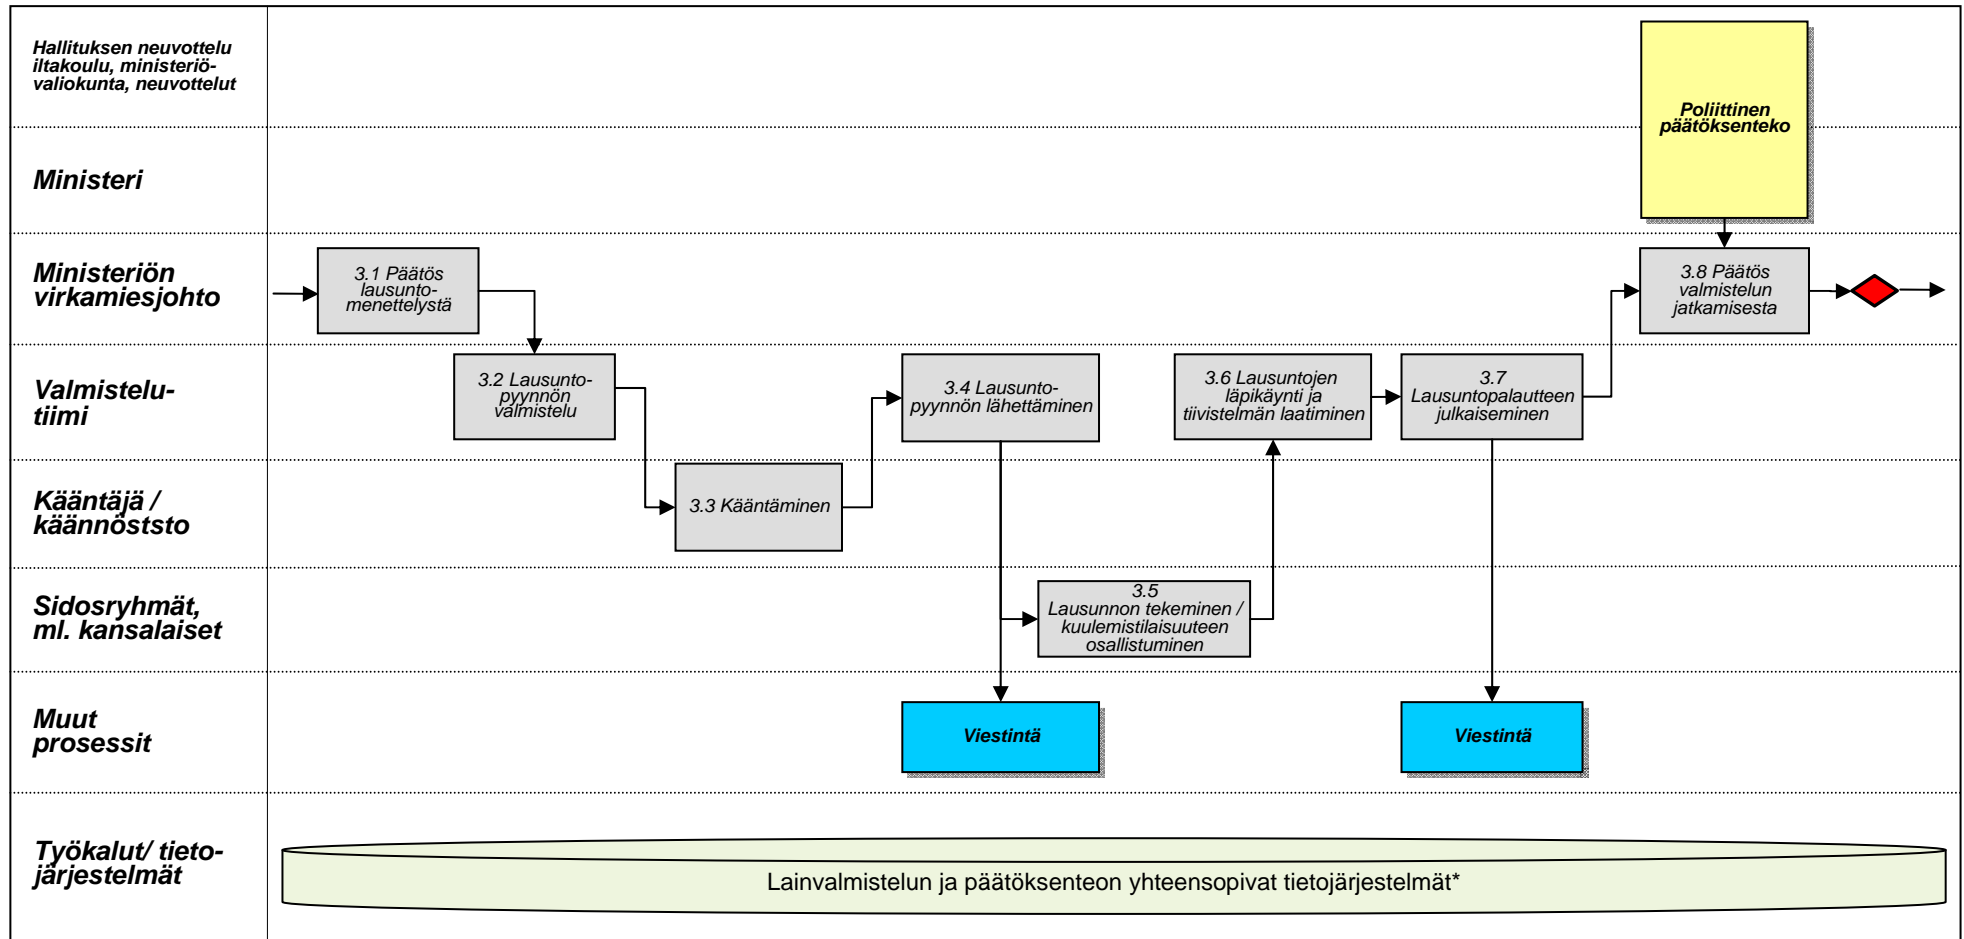 Hallituksen neuvottelu
iltakoulu, ministeriö-
valiokunta, neuvottelut
Poliittinen
päätöksenteko
Ministeri
Ministeriön
virkamiesjohto
3.1 Päätös
lausunto-
menettelystä
3.8 Päätös
valmistelun
jatkamisesta
Valmistelu-
tiimi
3.2 Lausunto-
pyynnön
valmistelu
3.4 Lausunto-
pyynnön lähettäminen
3.6 Lausuntojen
läpikäynti ja
tiivistelmän laatiminen
3.7
Lausuntopalautteen
julkaiseminen
Kääntäjä /
käännöststo
3.3 Kääntäminen
Sidosryhmät,
ml. kansalaiset
3.5
Lausunnon tekeminen /
kuulemistilaisuuteen
osallistuminen
Muut
prosessit
Viestintä
Viestintä
Työkalut/ tieto-
järjestelmät
Lainvalmistelun ja päätöksenteon yhteensopivat tietojärjestelmät*